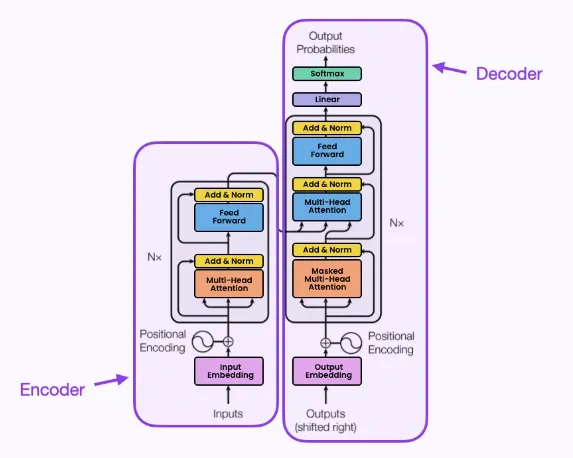 Output
Probabilities
Softmax
Linear
Add & Norm
Feed
Forward
Add & Norm
Multi-Head
Attention
Add & Norm
Masked
Multi-Head
Attention
Nx
Positional
Encoding
Output
Embedding
Outputs
(shifted right)
Decoder
Add & Norm
Feed
Forward
Add & Norm
Multi-Head
Attention
Nx
Positional
Encoding
Input
Embedding
Inputs
Encoder